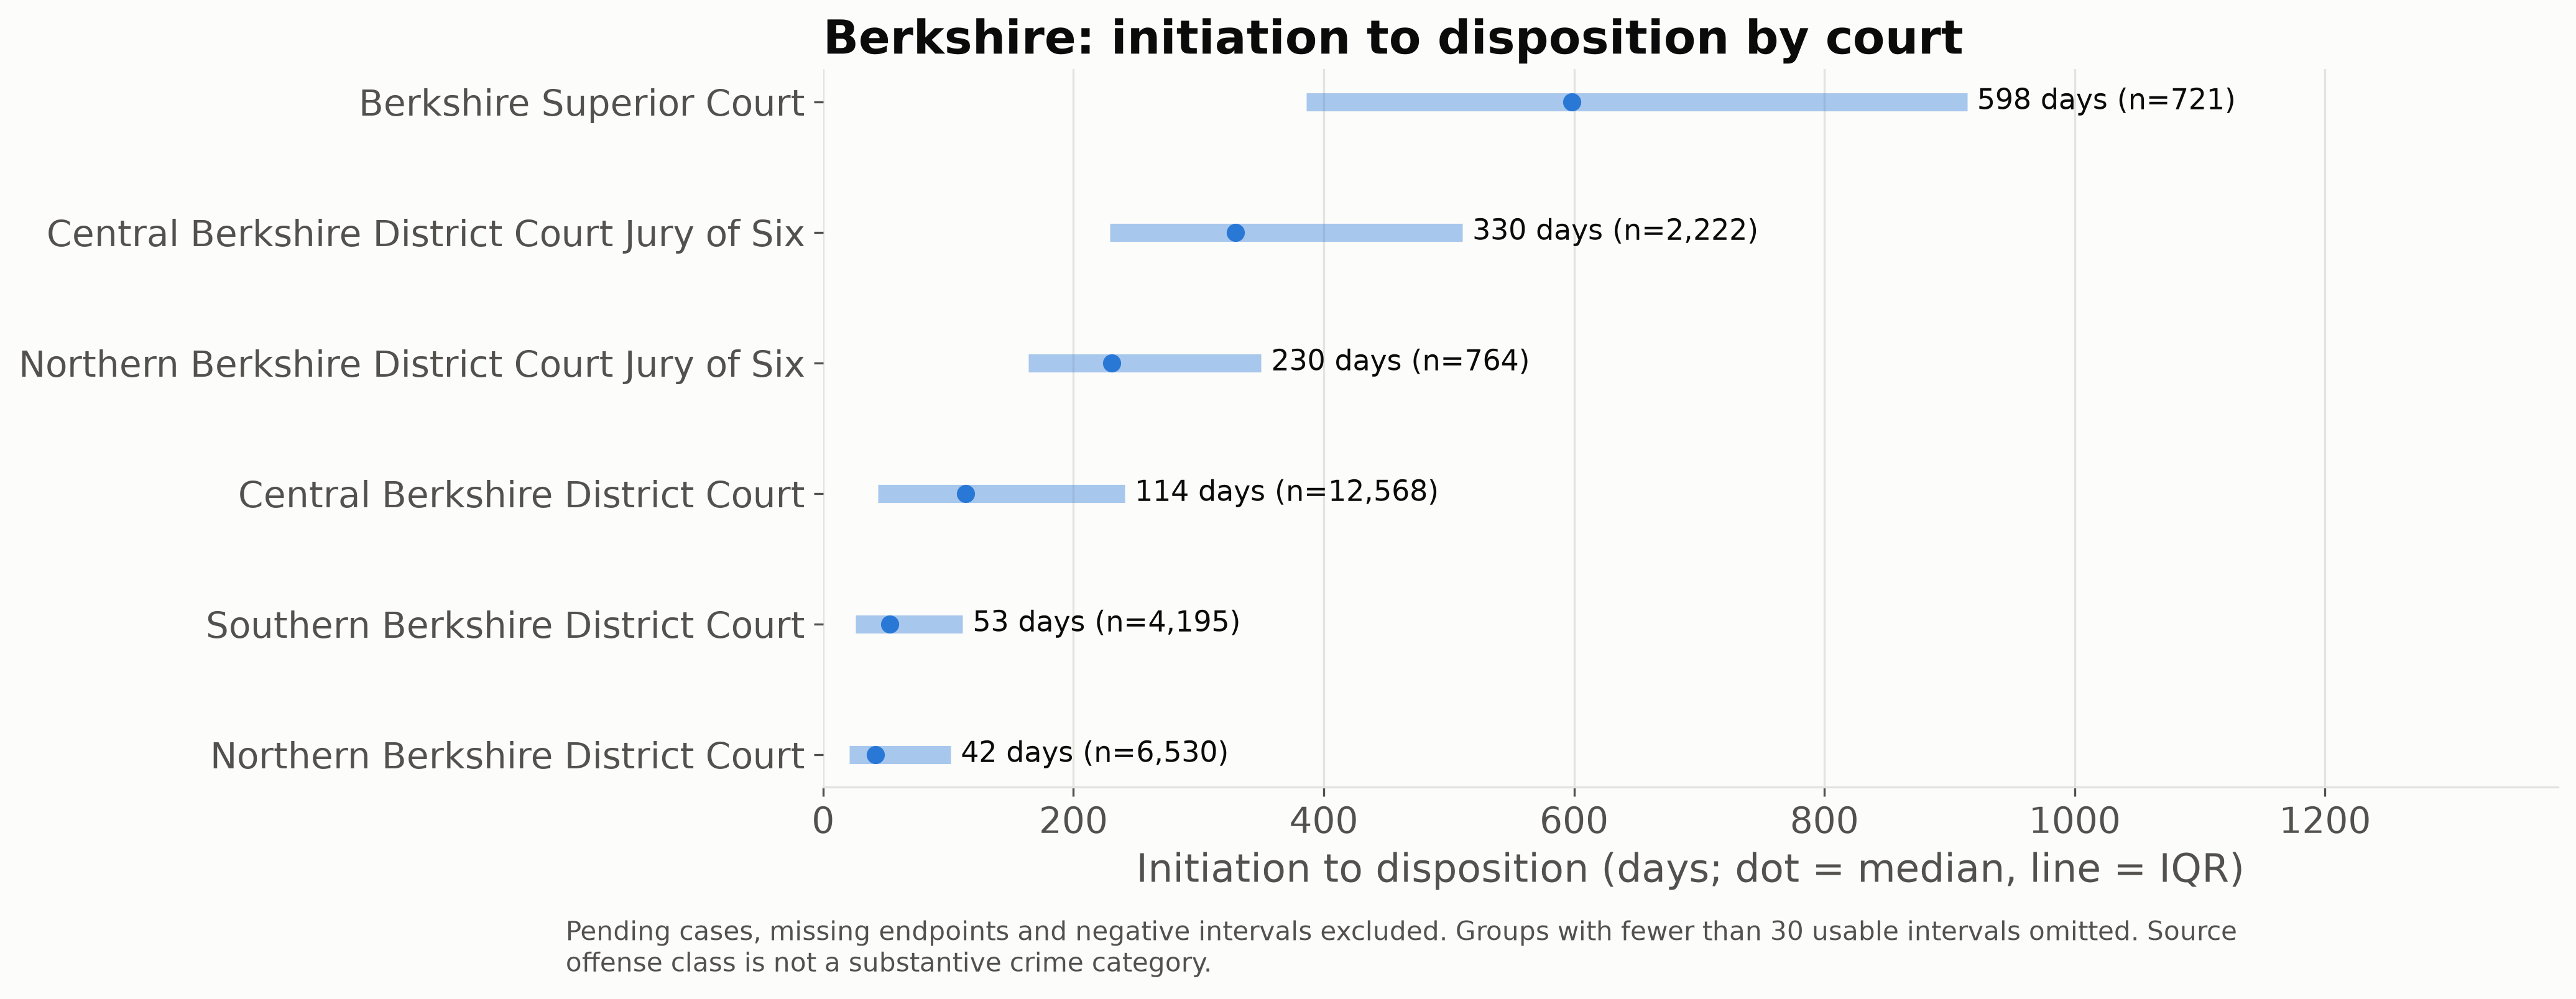 Berkshire: initiation to disposition by court
Berkshire Superior Court
598 days (n=721)
Central Berkshire District Court Jury of Six
330 days (n=2,222)
Northern Berkshire District Court Jury of Six
230 days (n=764)
Central Berkshire District Court
114 days (n=12,568)
Southern Berkshire District Court
53 days (n=4,195)
Northern Berkshire District Court
42 days (n=6,530)
0 200 400 600 800 1000 1200
Initiation to disposition (days; dot = median, line = IQR)
Pending cases, missing endpoints and negative intervals excluded. Groups with fewer than 30 usable intervals omitted. Source
offense class is not a substantive crime category.